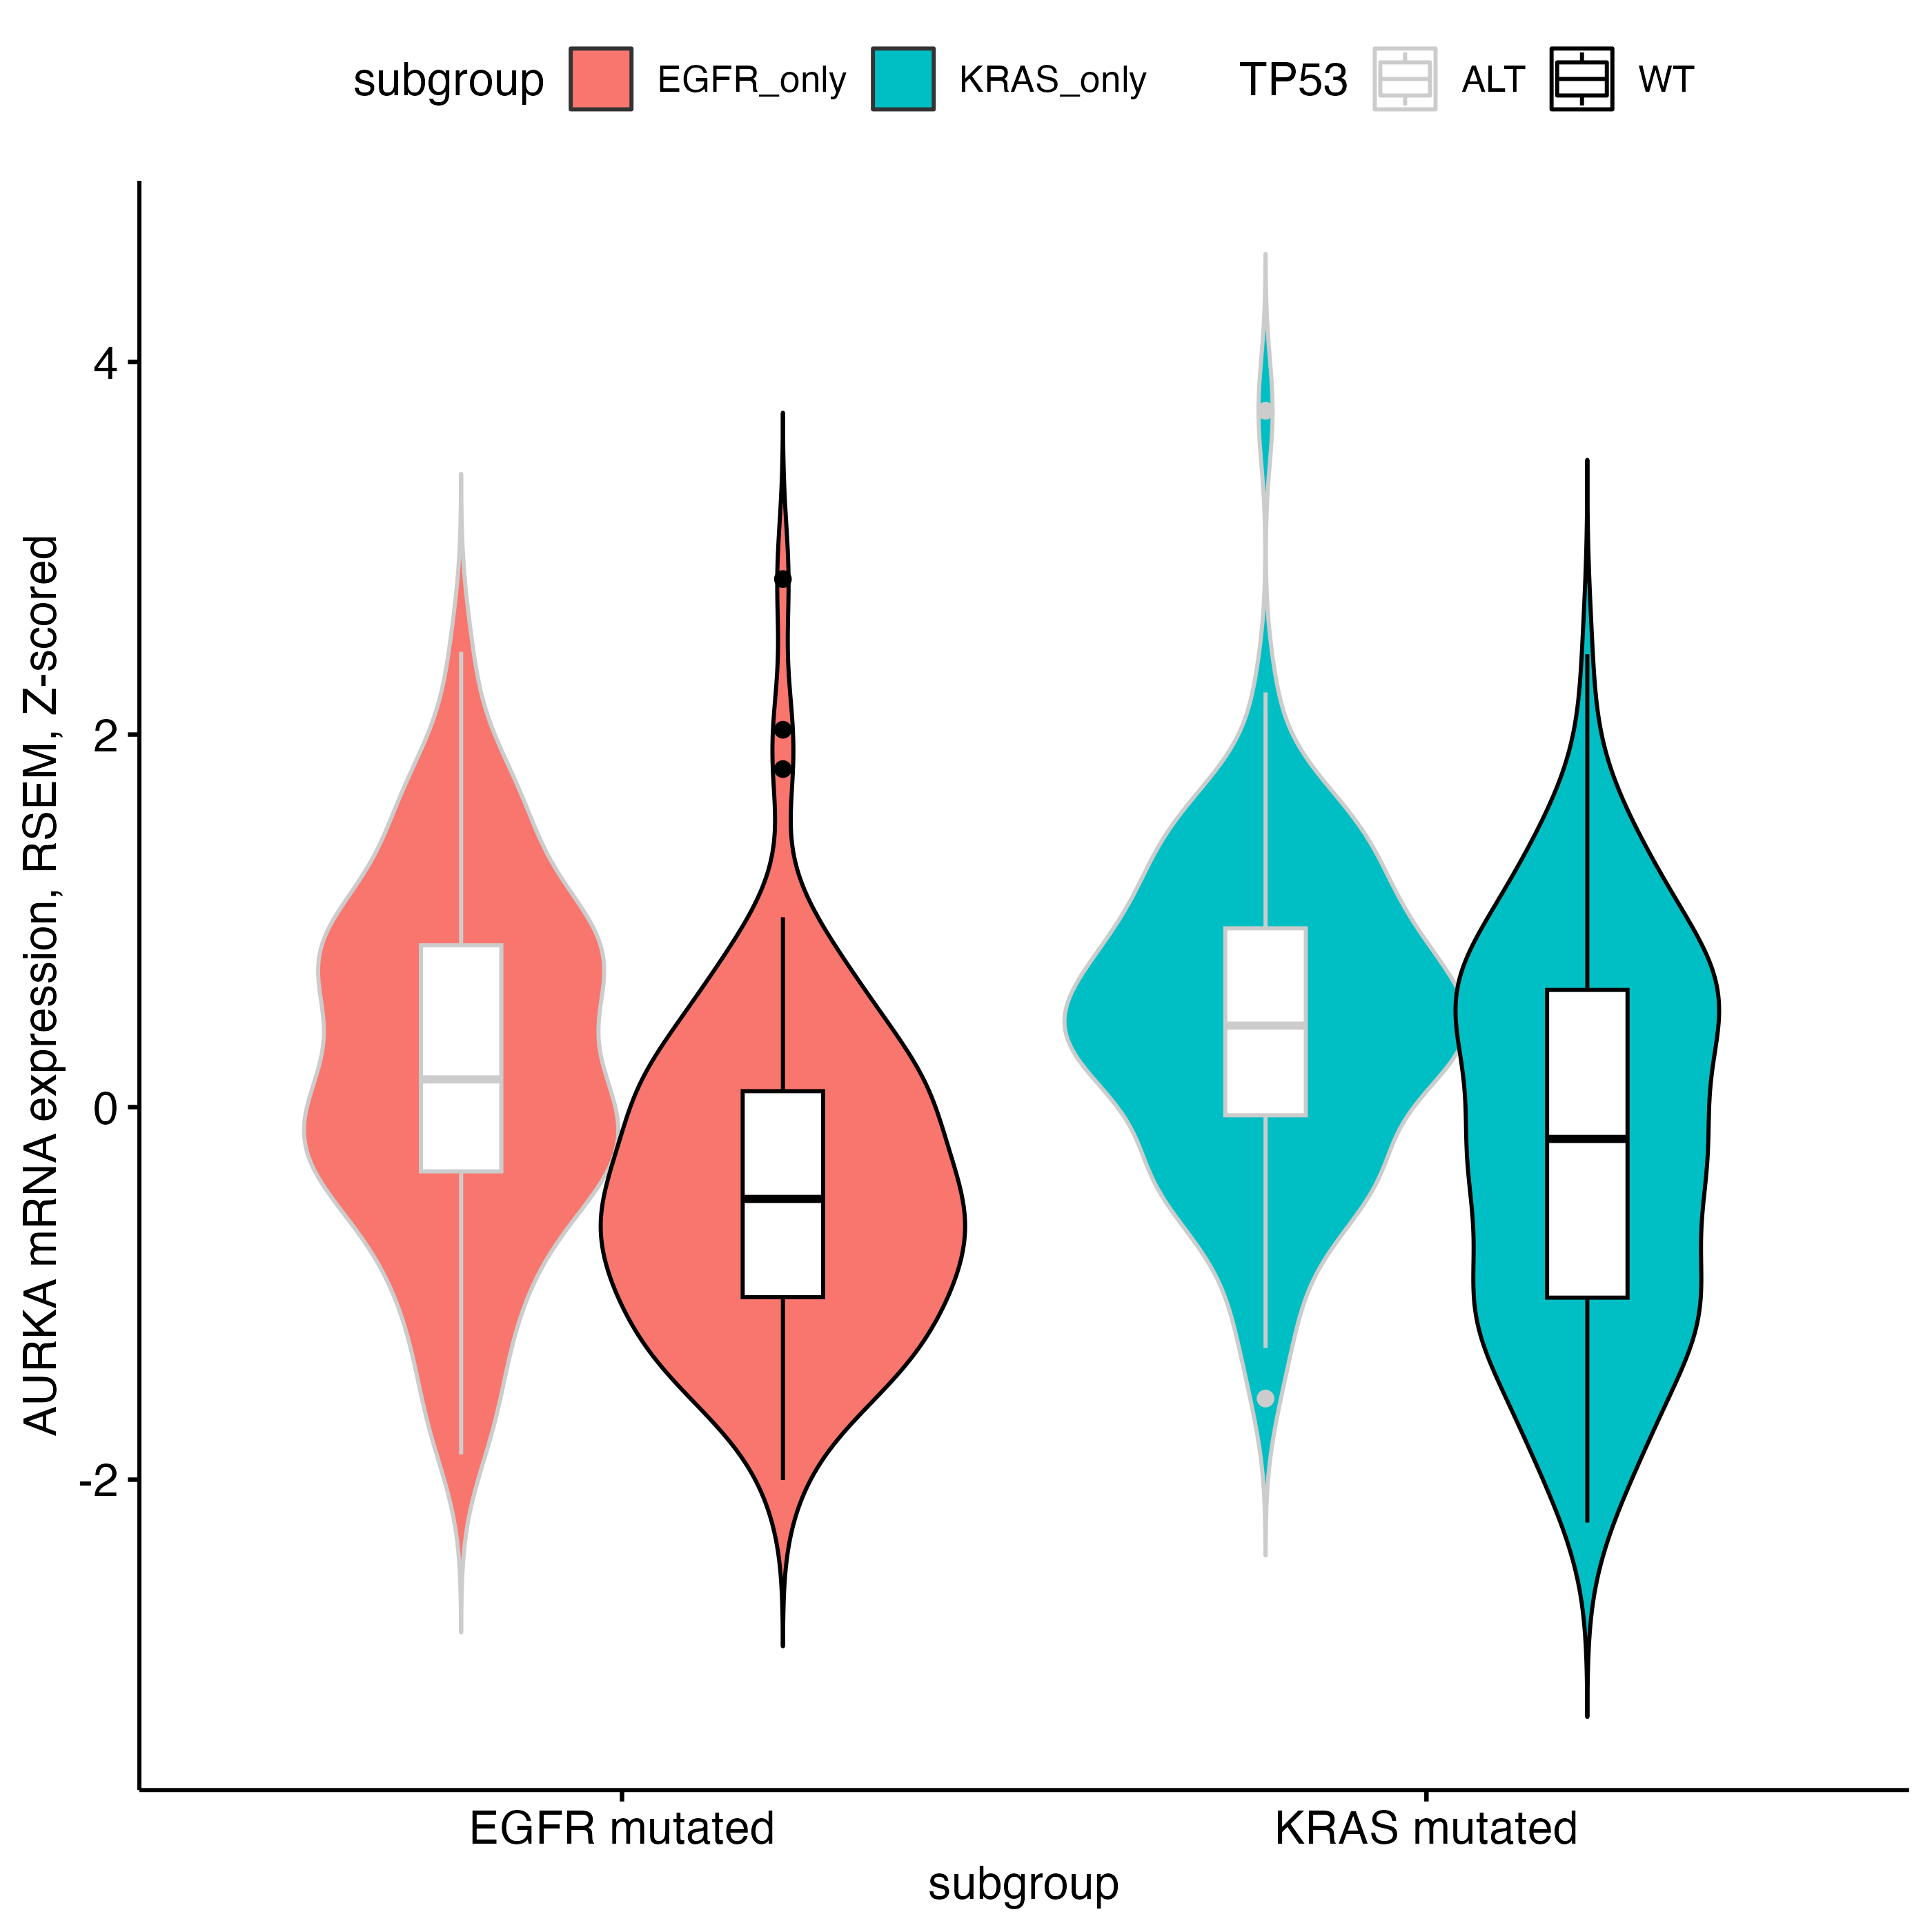 subgroup EGFR_only KRAS_only TP53 ALT WT
AURKA mRNA expression, RSEM, Z-scored
4
2
0
-2
EGFR mutated KRAS mutated
subgroup